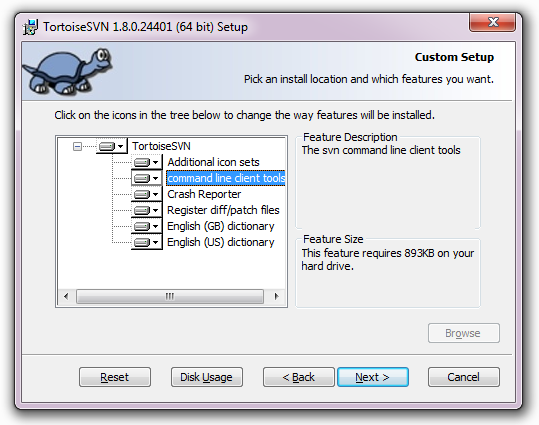 TortoiseSVN 1.8.0.24401 (64 bit) Setup
Custom Setup
Pick an install location and which features you want.
Click on the icons in the tree below to change the way features will be installed.
TortoiseSVN
Additional icon sets
command line client tools
Crash Reporter
Register diff/patch files
English (GB) dictionary
English (US) dictionary
Feature Description
The svn command line client tools
Feature Size
This feature requires 893KB on your
hard drive.
Browse
Reset
Disk Usage
< Back
Next >
Cancel